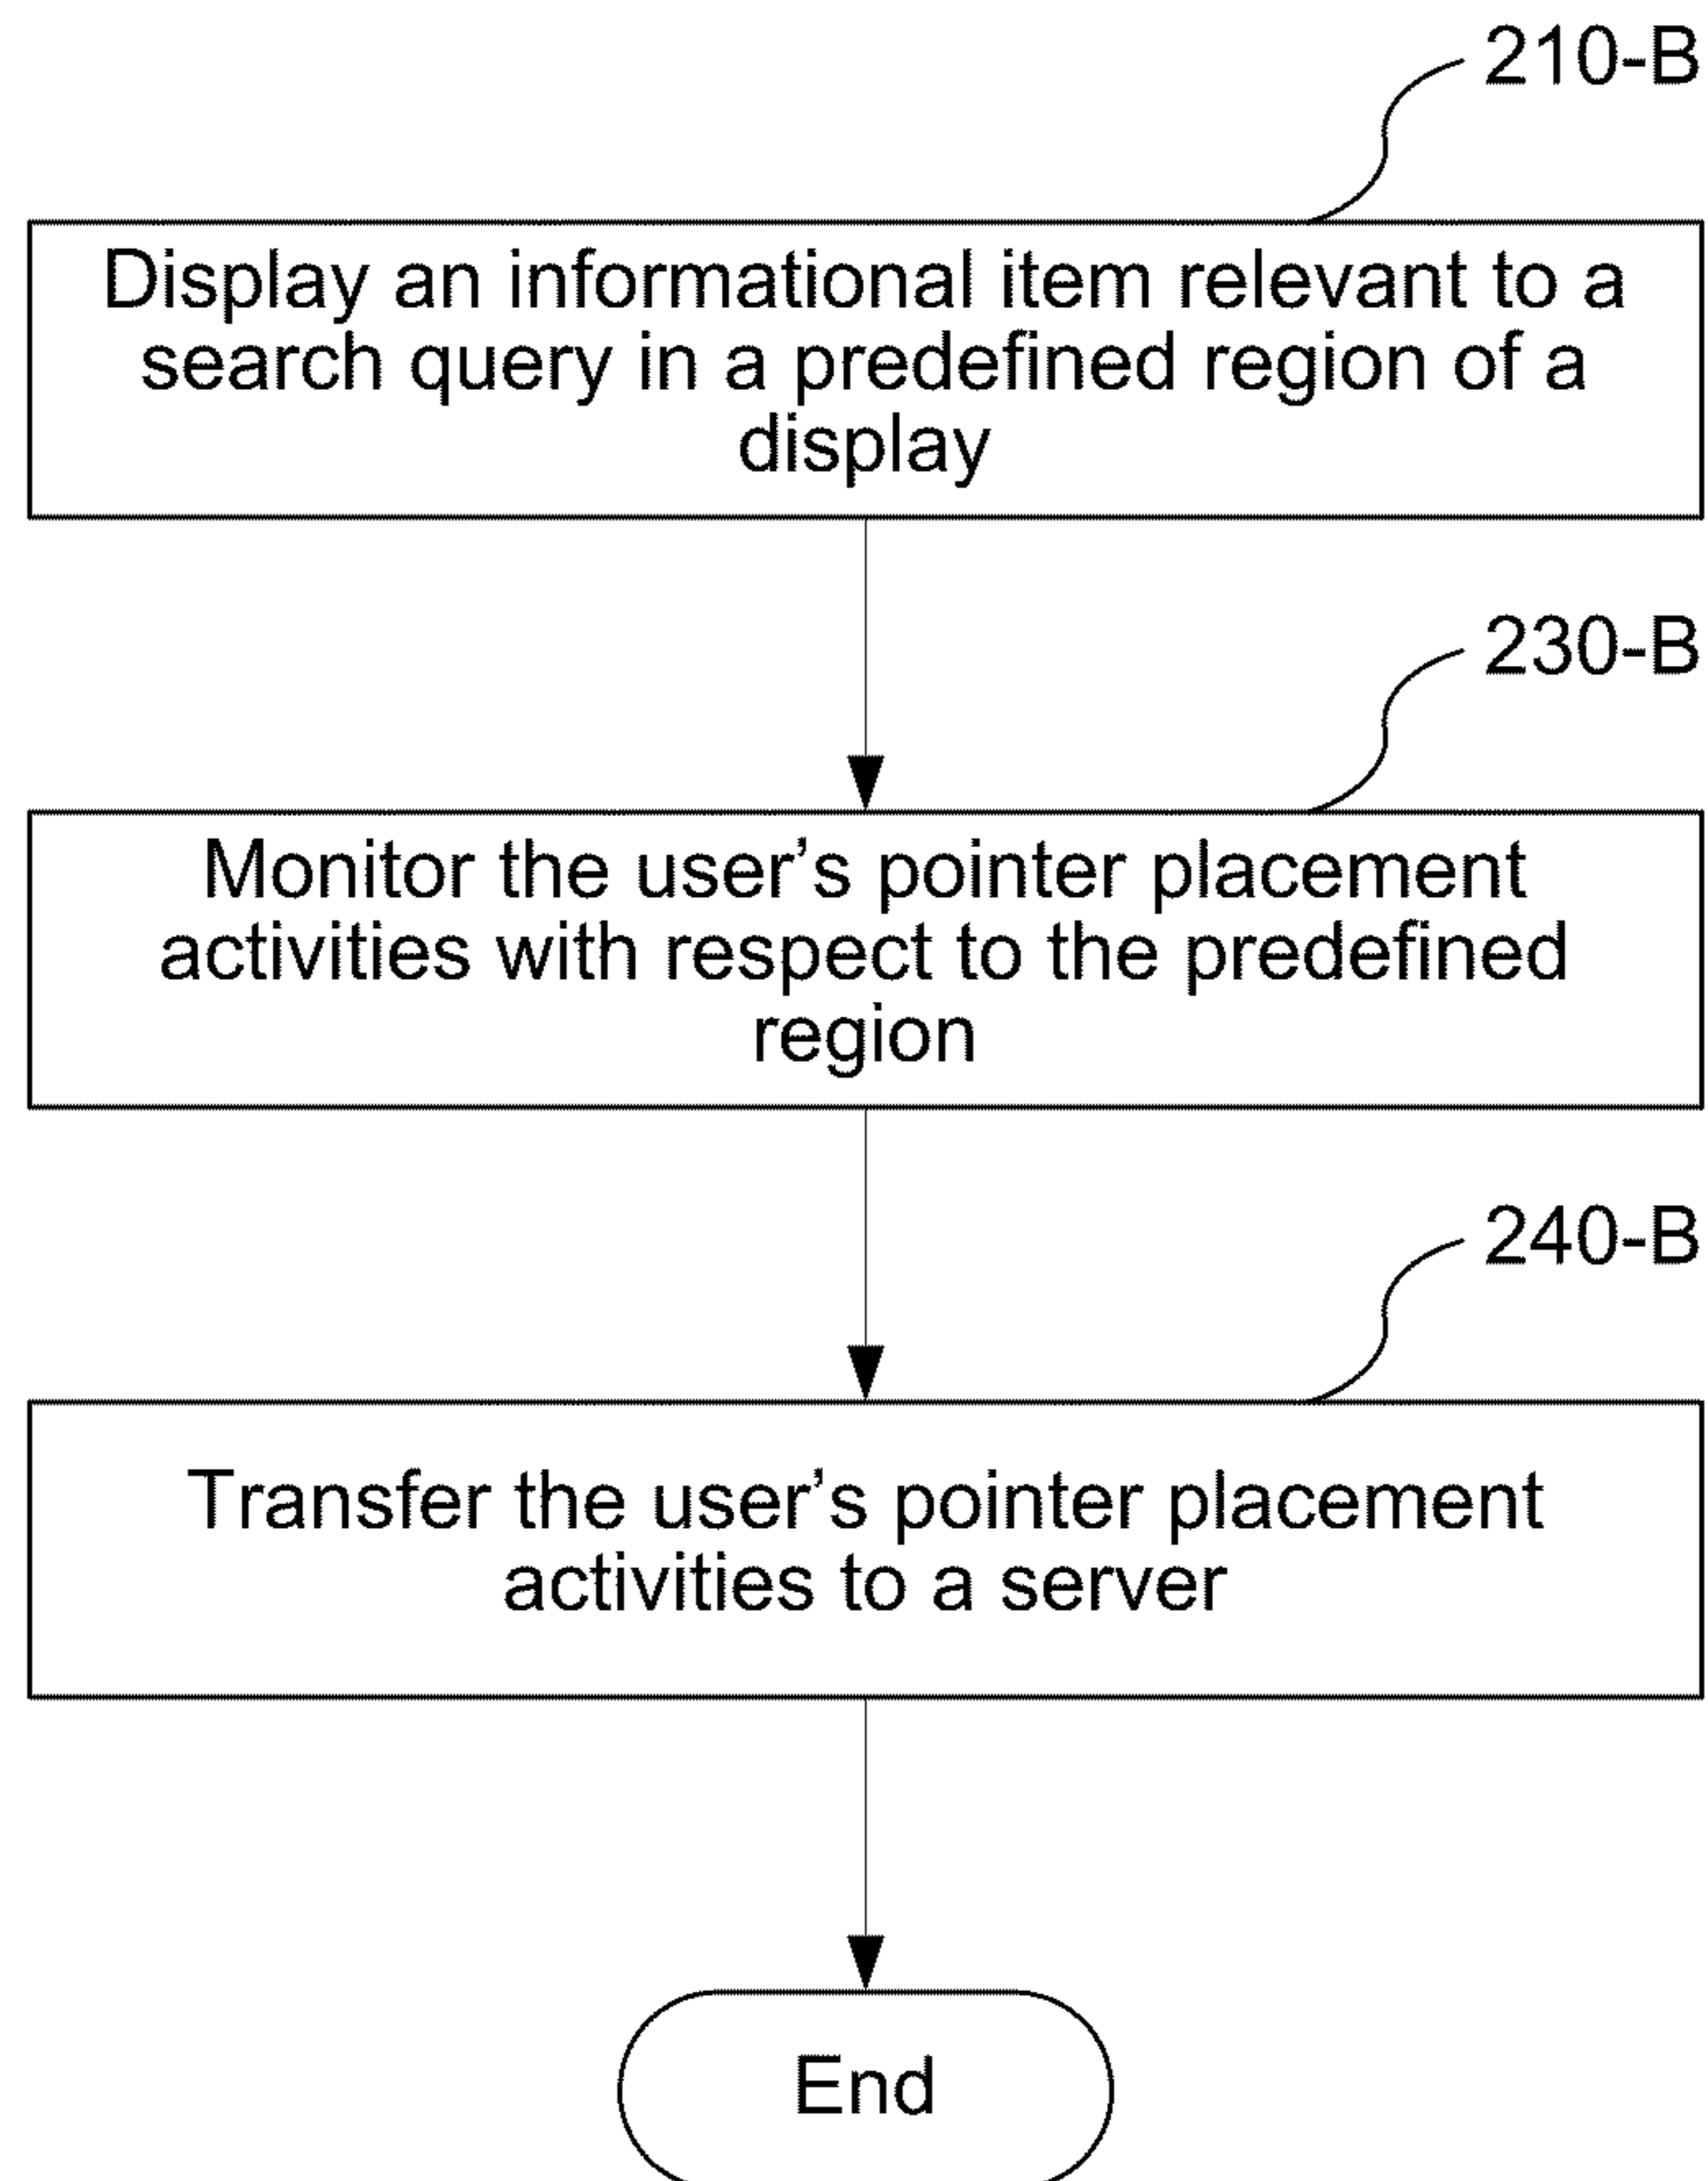 210-B
Display an informational item relevant to a
search query in a predefined region of a
display
230-B
Monitor the user’s pointer placement
activities with respect to the predefined
region
240-B
Transfer the user’s pointer placement
activities to a server
End